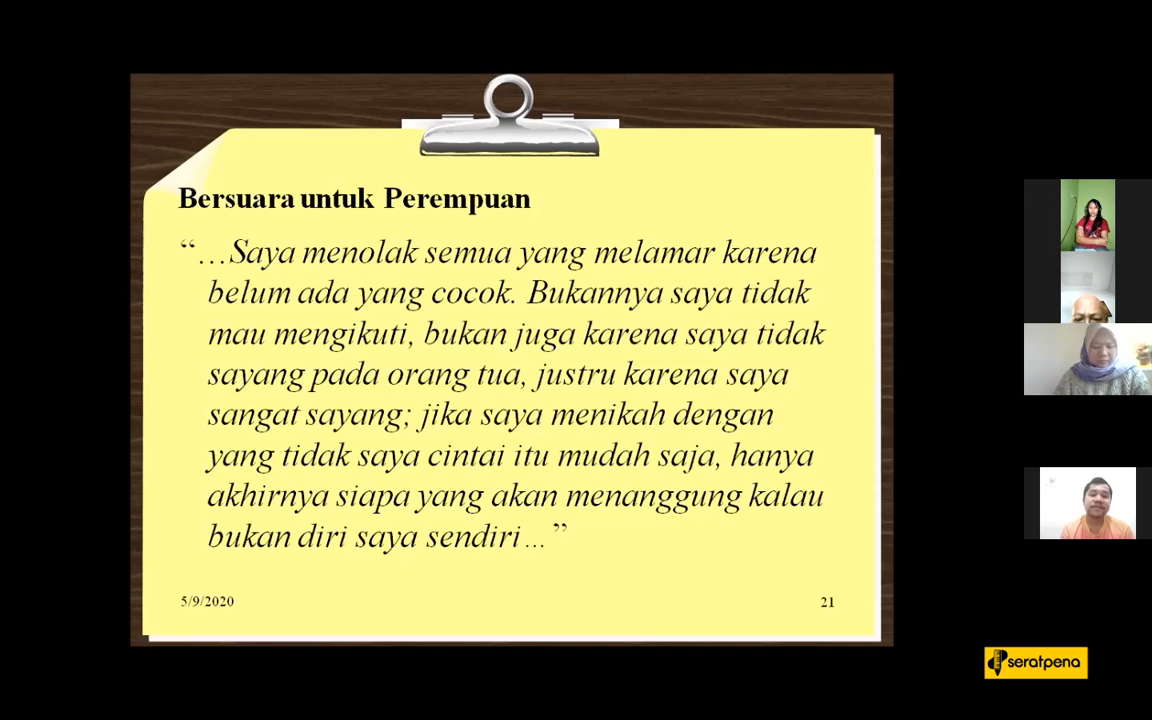 Bersuara untuk Perempuan
“…Saya menolak semua yang melamar karena
belum ada yang cocok. Bukannya saya tidak
mau mengikuti, bukan juga karena saya tidak
sayang pada orang tua, justru karena saya
sangat sayang; jika saya menikah dengan
yang tidak saya cintai itu mudah saja, hanya
akhirnya siapa yang akan menanggung kalau
bukan diri saya sendiri…”
5/9/2020
21
seratpena